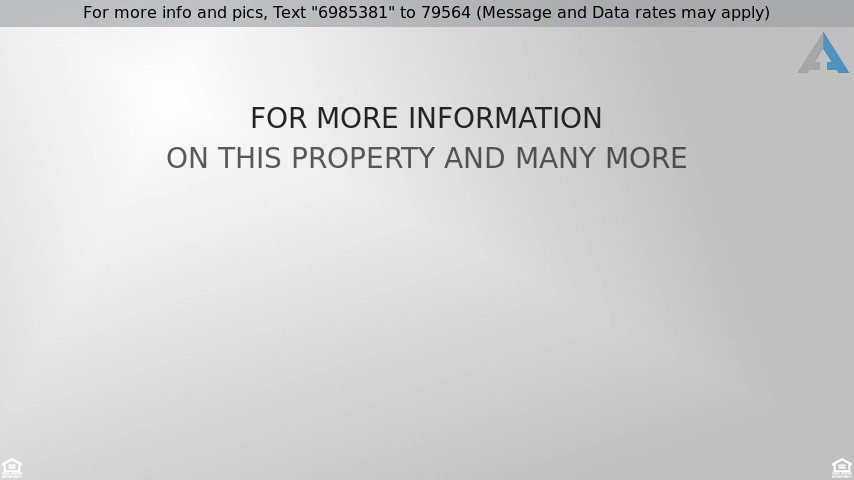 For more info and pics, Text "6985381" to 79564 (Message and Data rates may apply)
FOR MORE INFORMATION
ON THIS PROPERTY AND MANY MORE